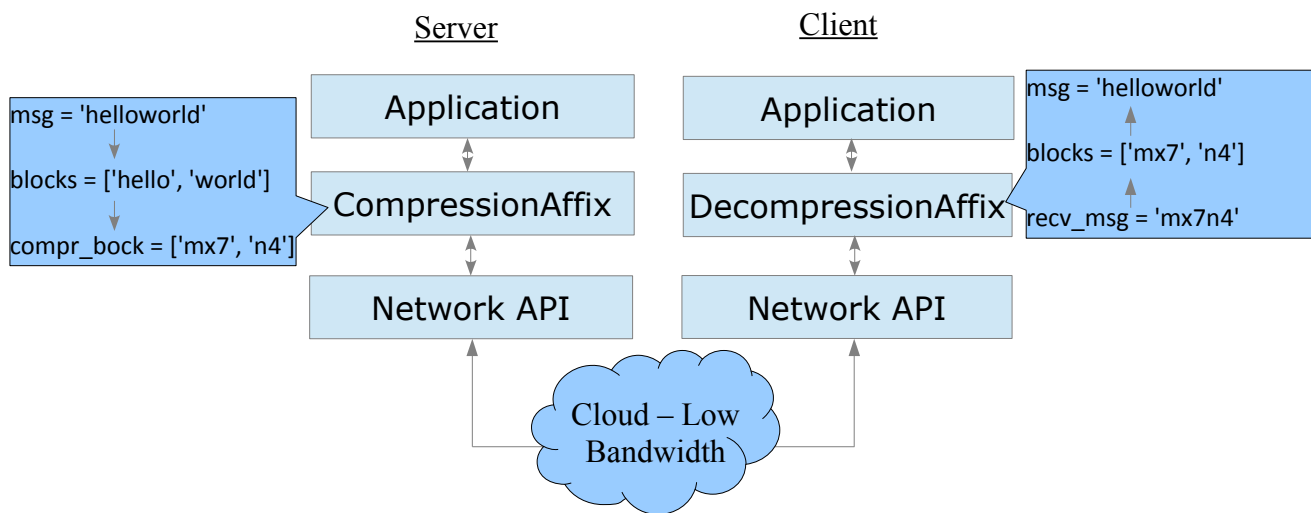 Server
Client
msg = 'helloworld'
blocks = ['hello', 'world']
compr_bock = ['mx7', 'n4']
Application
CompressionAffix
Network API
Application
DecompressionAffix
Network API
msg = 'helloworld'
blocks = ['mx7', 'n4']
recv_msg = 'mx7n4'
Cloud – Low
Bandwidth